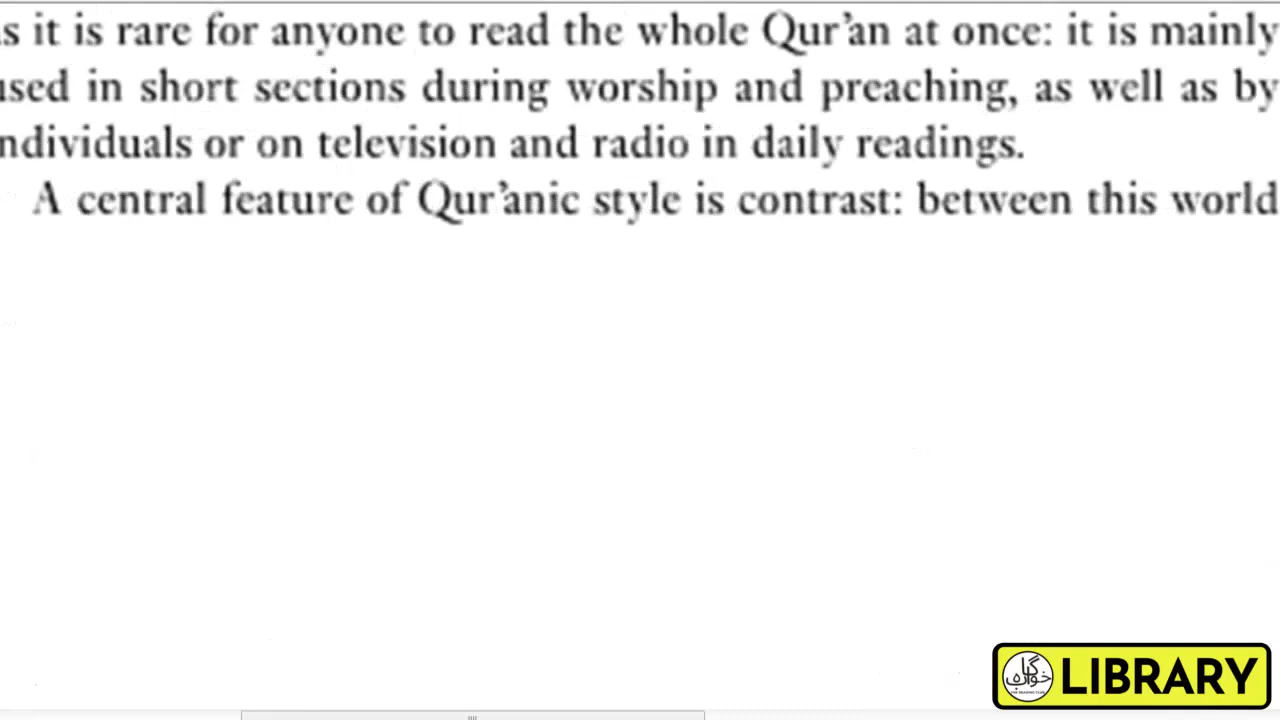 s it is rare for anyone to read the whole Qur’an at once: it is mainly
used in short sections during worship and preaching, as well as by
ndividuals or on television and radio in daily readings.
A central feature of Qur’anic style is contrast: between this world
LIBRARY